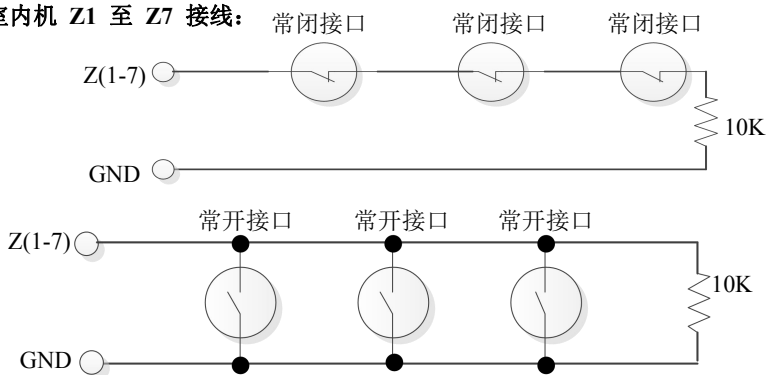 室内机 Z1 至 Z7 接线：
常闭接口 常闭接口 常闭接口
Z(1-7)
10K
GND
常开接口 常开接口 常开接口
Z(1-7)
10K
GND